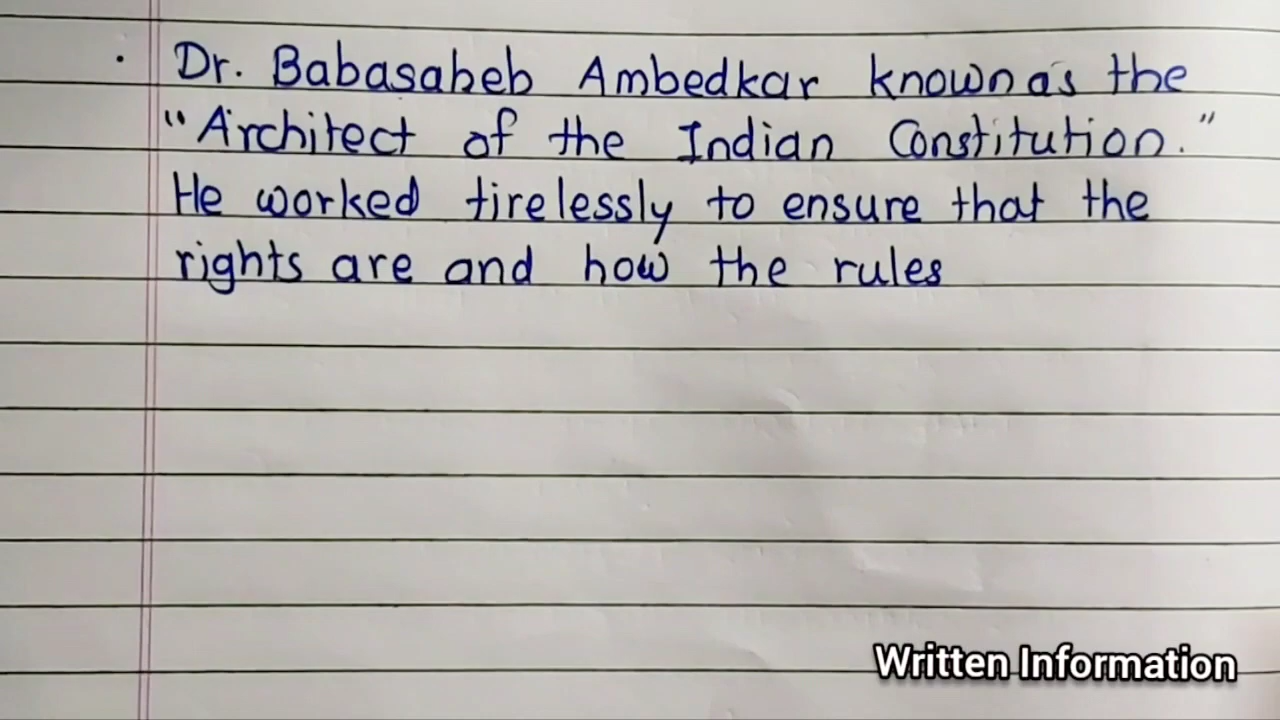 • Dr. Babasaheb Ambedkar known as the
"Architect of the Indian Constitution."
He worked tirelessly to ensure that the
rights are and how the rules
Written Information